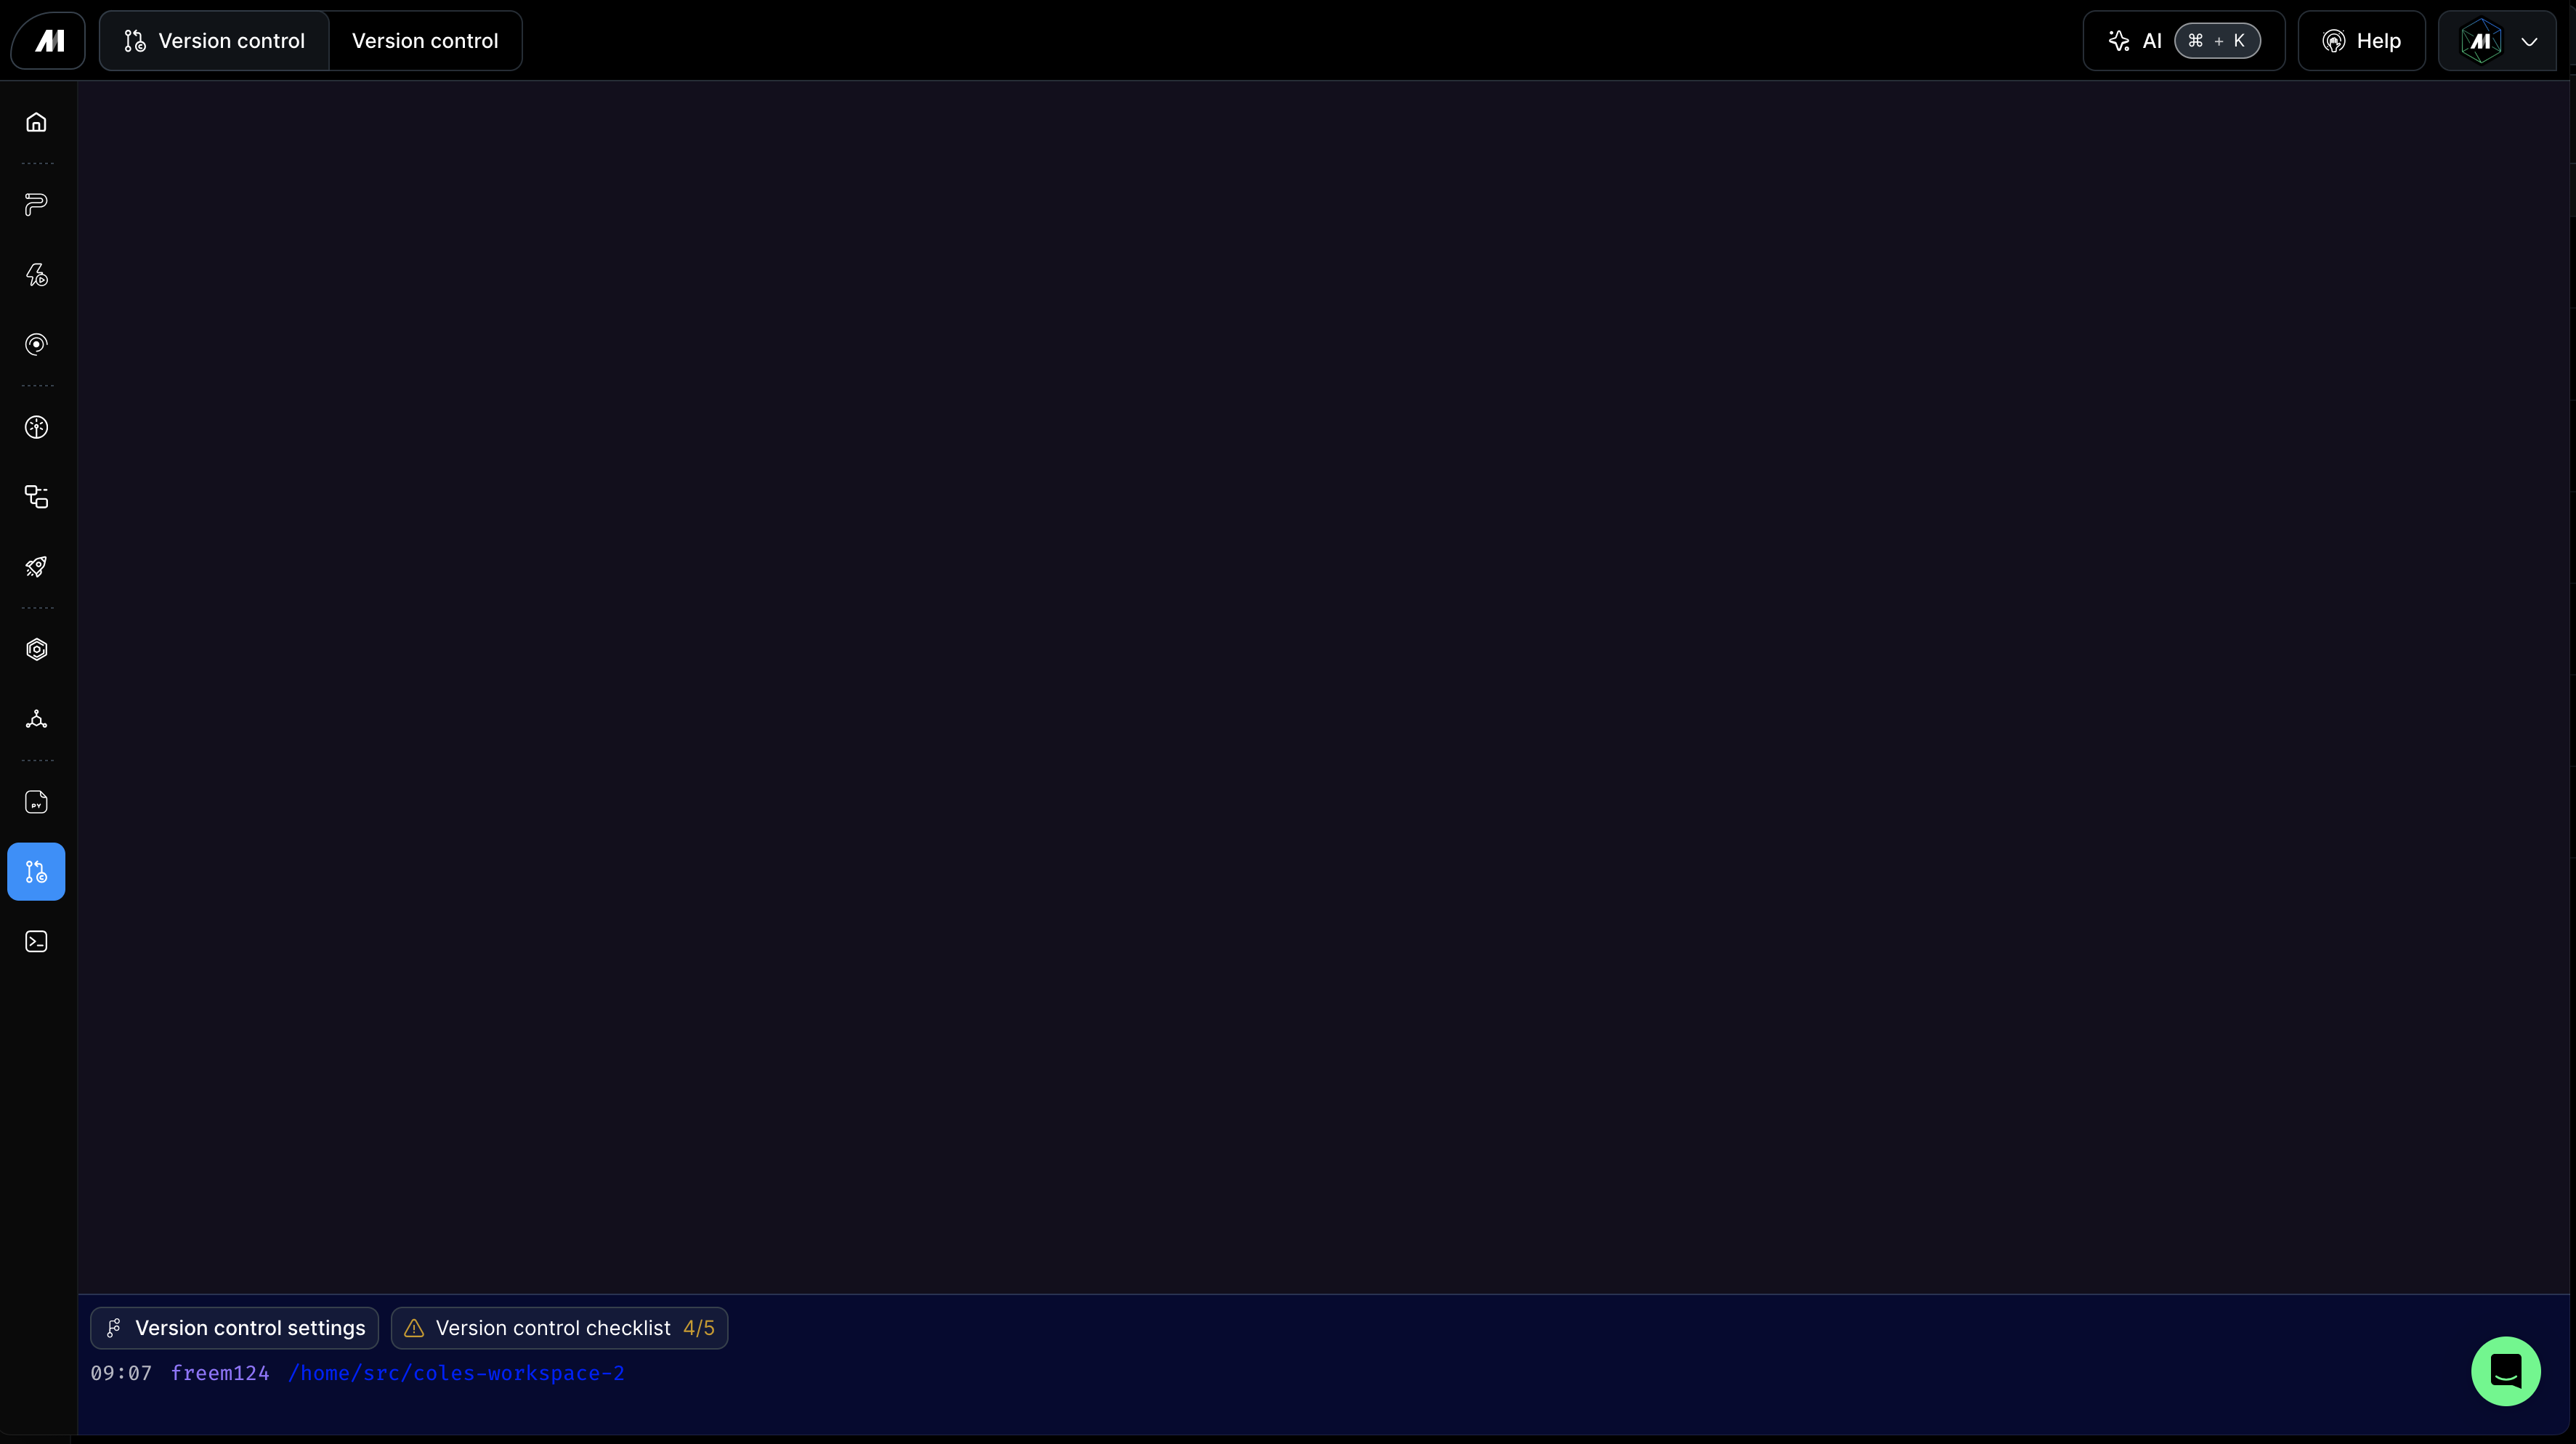 Version control Version control AI ⌘ + K Help
PY
Version control settings Version control checklist 4/5
09:07 freem124 /home/src/coles-workspace-2